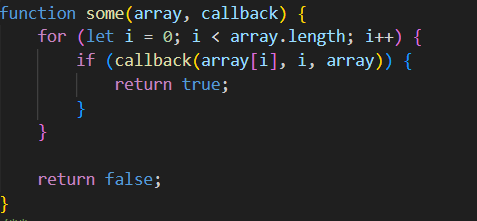 function some(array, callback) {
    for (let i = 0; i < array.length; i++) {
        if (callback(array[i], i, array)) {
            return true;
        }
    }

    return false;
}